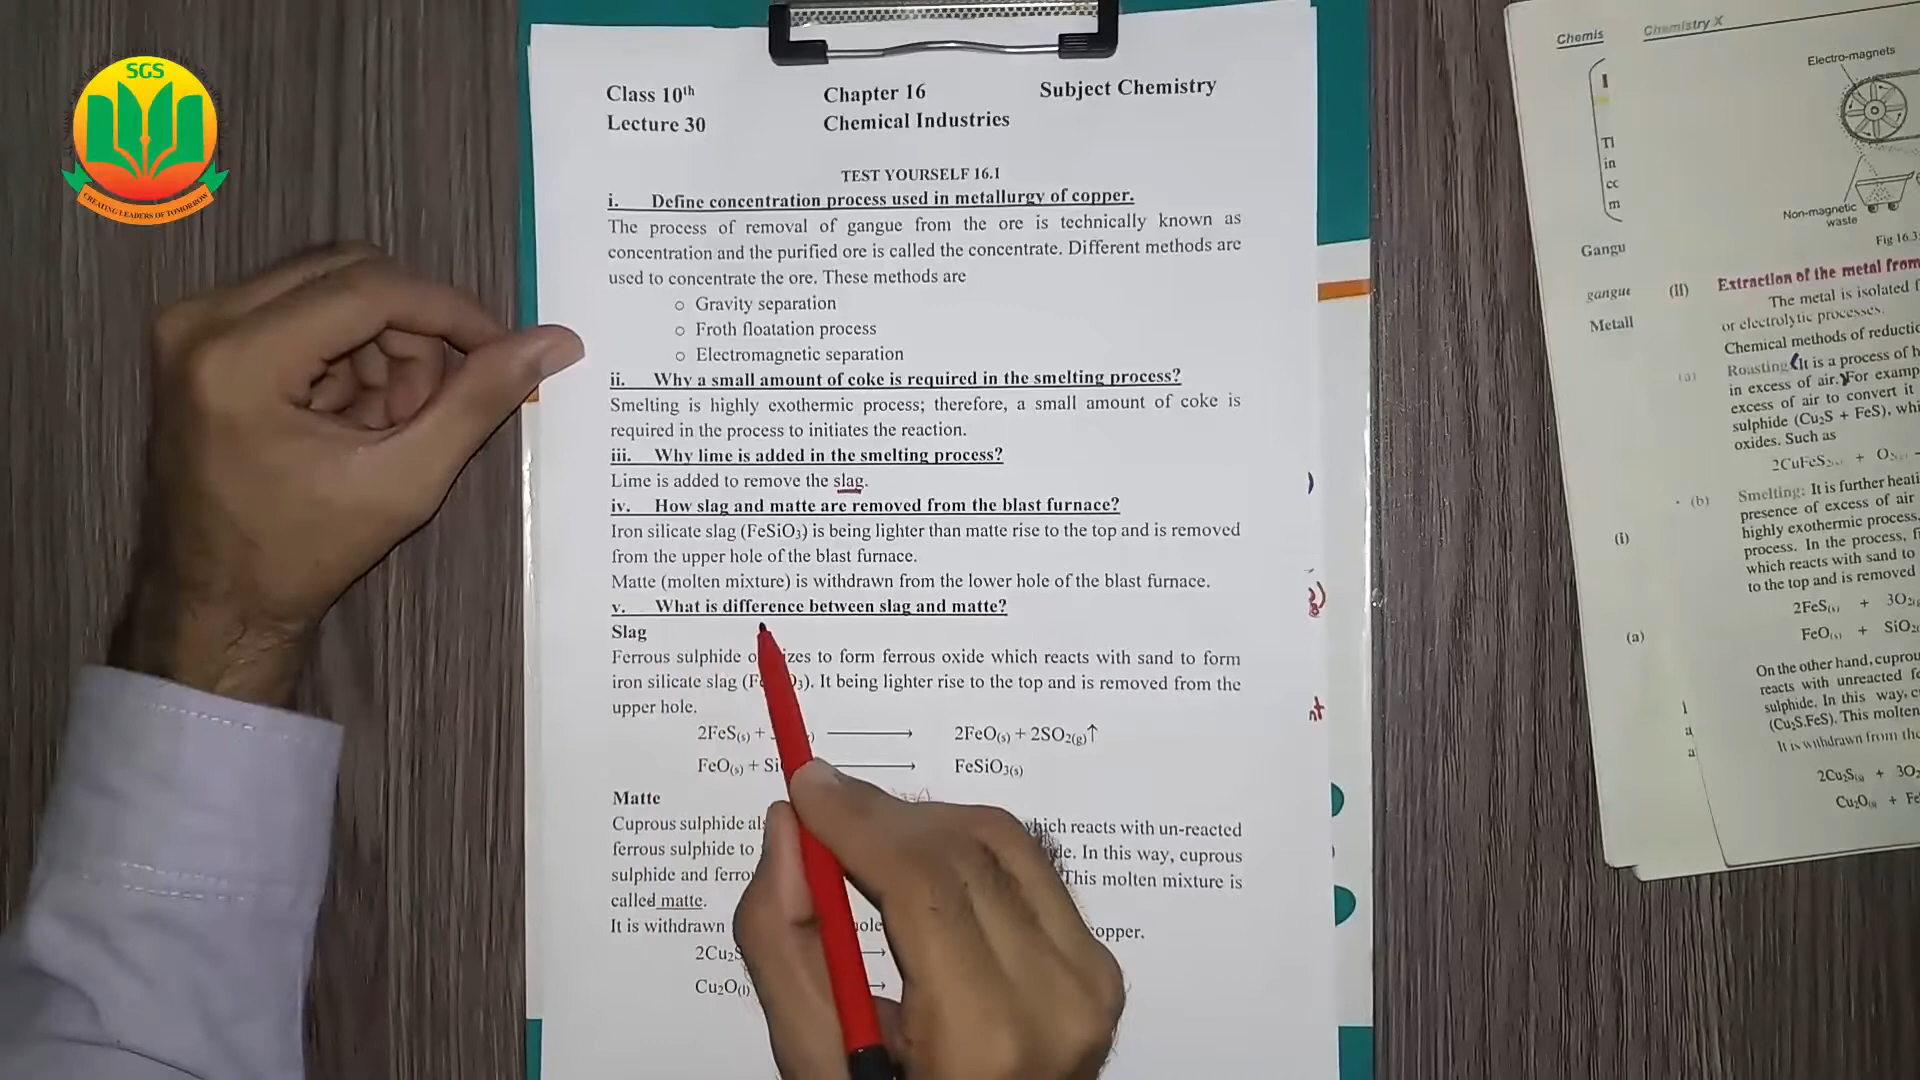 SGS
CREATING LEADERS OF TOMORROW
Class 10th Chapter 16 Subject Chemistry
Lecture 30 Chemical Industries
TEST YOURSELF 16.1
i. Define concentration process used in metallurgy of copper.
The process of removal of gangue from the ore is technically known as
concentration and the purified ore is called the concentrate. Different methods are
used to concentrate the ore. These methods are
o Gravity separation
o Froth floatation process
o Electromagnetic separation
ii. Why a small amount of coke is required in the smelting process?
Smelting is highly exothermic process; therefore, a small amount of coke is
required in the process to initiates the reaction.
iii. Why lime is added in the smelting process?
Lime is added to remove the slag.
iv. How slag and matte are removed from the blast furnace?
Iron silicate slag (FeSiO3) is being lighter than matte rise to the top and is removed
from the upper hole of the blast furnace.
Matte (molten mixture) is withdrawn from the lower hole of the blast furnace.
v. What is difference between slag and matte?
Slag
Ferrous sulphide to form ferrous oxide which reacts with sand to form
iron silicate slag It being lighter rise to the top and is removed from the
upper hole.
2FeS(s) + ⟶ 2FeO(s) + 2SO2(g)↑
FeO(s) + ⟶ FeSiO3(s)
Matte
Cuprous sulphide which reacts with un-reacted
ferrous sulphide to In this way, cuprous
sulphide and This molten mixture is
called matte.
It is withdrawn copper.
2Cu2S ⟶
Cu2O(l) ⟶
Chemis
Tl
in
cc
m
Gangu
gangue
Metall
(i)
(a)
Chemistry X
Electro-magnets
Non-magnetic
waste
Fig 16.3:
(II) Extraction of the metal from
The metal is isolated f
or electrolytic processes.
Chemical methods of reductio
(a) Roasting (It is a process of h
in excess of air.) For examp
excess of air to convert it
sulphide (Cu2S + FeS), whi
oxides. Such as
2CuFeS2(s) + O2(g)
(b) Smelting: It is further heati
presence of excess of air
highly exothermic process.
process. In the process, f
which reacts with sand to
to the top and is removed
2FeS(s) + 3O2(g
FeO(s) + SiO2(
On the other hand, cuprou
reacts with unreacted fe
sulphide. In this way, c
(Cu2S.FeS). This molten
It is withdrawn from the
2Cu2S(s) + 3O2
Cu2O(l) + Fe